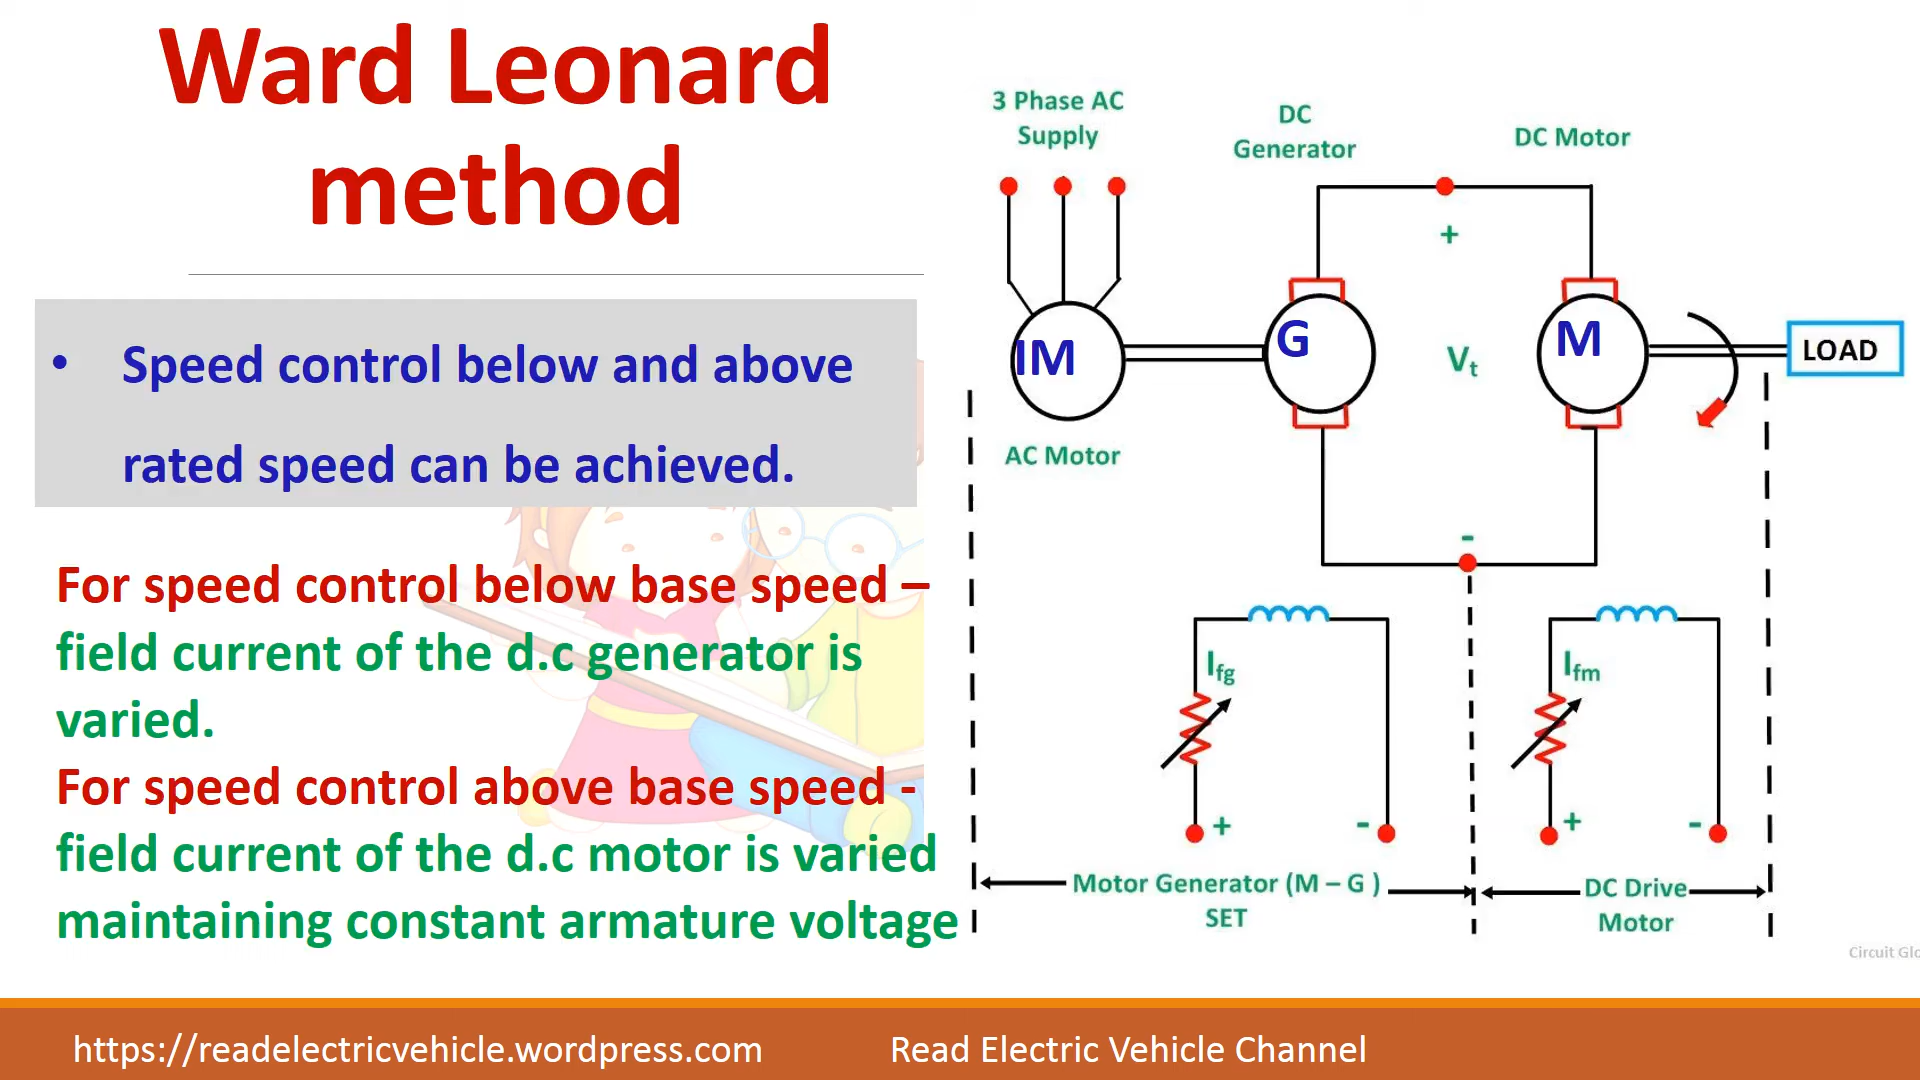 Ward Leonard
method
• Speed control below and above
rated speed can be achieved.
For speed control below base speed –
field current of the d.c generator is
varied.
For speed control above base speed -
field current of the d.c motor is varied
maintaining constant armature voltage
3 Phase AC
Supply
DC
Generator
DC Motor
+
IM
G
Vt
M
LOAD
AC Motor
-
Ifg
Ifm
+ -
+ -
Motor Generator (M – G )
SET
DC Drive
Motor
Circuit Glo
https://readelectricvehicle.wordpress.com
Read Electric Vehicle Channel